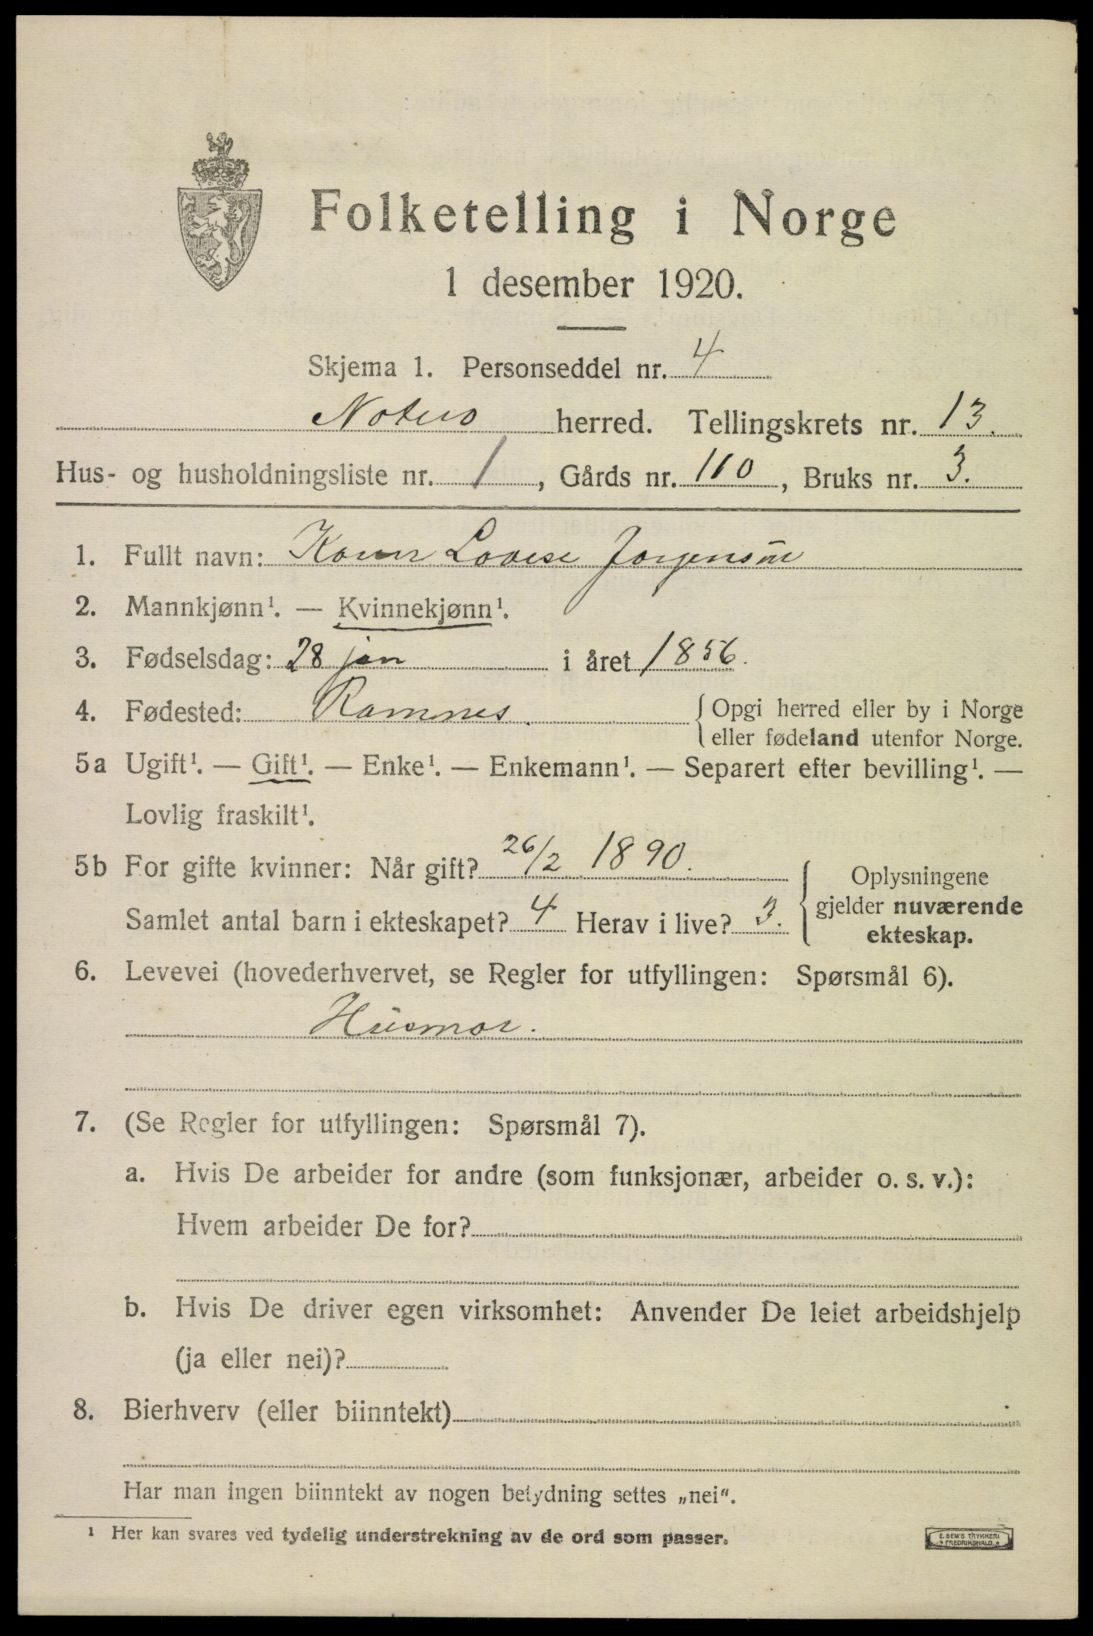 Folketelling i Norge
1 desember 1920.
Skjema 1. Personseddel nr. 4
Nøterø herred. Tellingskrets nr. 13.
Hus- og husholdningsliste nr. 1, Gårds nr. 110, Bruks nr. 3.
1. Fullt navn: Karen Lovise Jørgensen
2. Mannkjønn¹. — Kvinnekjønn¹.
3. Fødselsdag: 28 jan i året 1856.
4. Fødested: Ramnes. Opgi herred eller by i Norge
eller fødeland utenfor Norge.
5a Ugift¹. — Gift¹. — Enke¹. — Enkemann¹. — Separert efter bevilling¹. —
Lovlig fraskilt¹.
5b For gifte kvinner: Når gift? 26/2 1890.
Samlet antal barn i ekteskapet? 4 Herav i live? 3.
Oplysningene
gjelder nuværende
ekteskap.
6. Levevei (hovederhvervet, se Regler for utfyllingen: Spørsmål 6).
Husmor.
7. (Se Regler for utfyllingen: Spørsmål 7).
a. Hvis De arbeider for andre (som funksjonær, arbeider o. s. v.):
Hvem arbeider De for?
b. Hvis De driver egen virksomhet: Anvender De leiet arbeidshjelp
(ja eller nei)?
8. Bierhverv (eller biinntekt)
Har man ingen biinntekt av nogen betydning settes „nei“.
¹ Her kan svares ved tydelig understrekning av de ord som passer.
E. SEM'S TRYKKERI
FREDRIKSHALD.